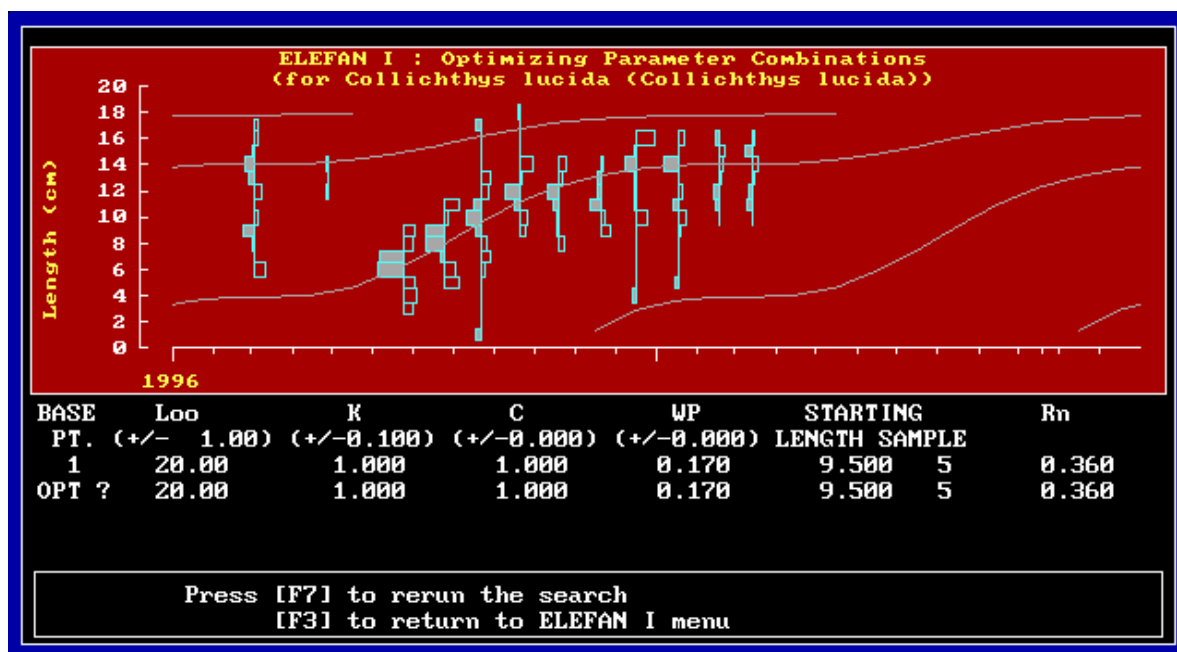 ELEFAN I : Optimizing Parameter Combinations
(for Collichthys lucida (Collichthys lucida))
Length (cm)
20
18
16
14
12
10
8
6
4
2
0
1996
BASE Loo K C WP STARTING Rn
PT. (+/- 1.00) (+/-0.100) (+/-0.000) (+/-0.000) LENGTH SAMPLE
1 20.00 1.000 1.000 0.170 9.500 5 0.360
OPT ? 20.00 1.000 1.000 0.170 9.500 5 0.360
Press [F7] to rerun the search
[F3] to return to ELEFAN I menu